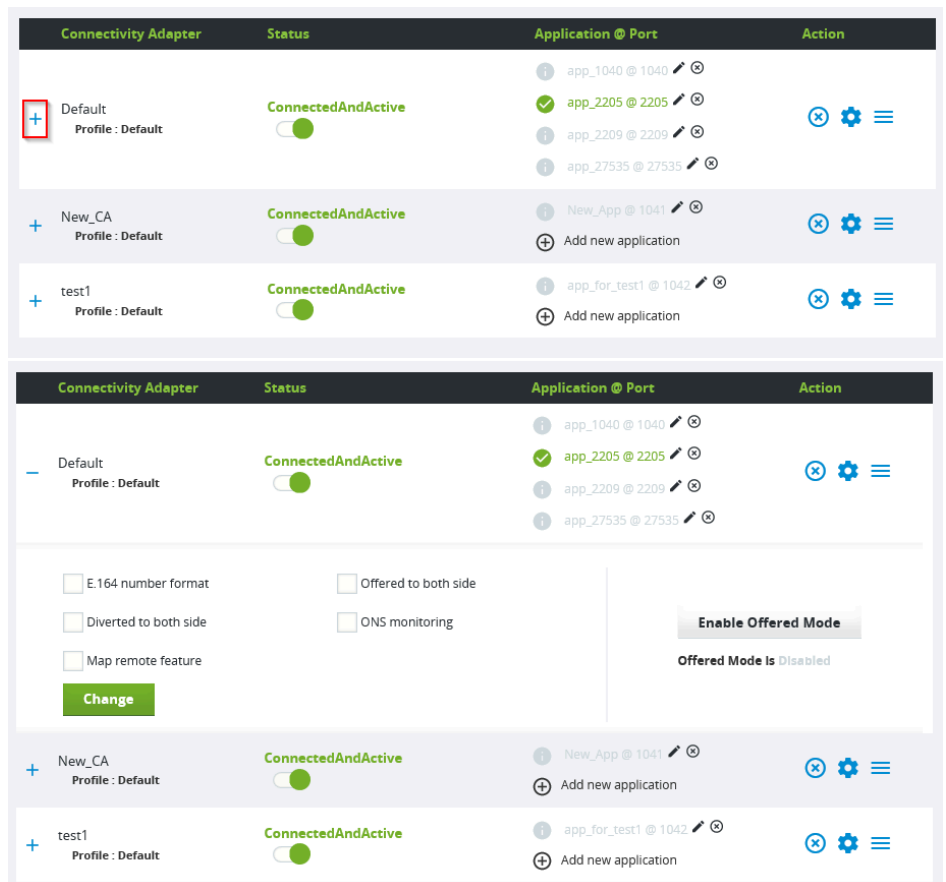 Connectivity Adapter Status Application @ Port Action
app_1040 @ 1040
Default ConnectedAndActive app_2205 @ 2205
Profile : Default app_2209 @ 2209
app_27535 @ 27535
New_CA ConnectedAndActive New_App @ 1041
Profile : Default Add new application
test1 ConnectedAndActive app_for_test1 @ 1042
Profile : Default Add new application
Connectivity Adapter Status Application @ Port Action
app_1040 @ 1040
Default ConnectedAndActive app_2205 @ 2205
Profile : Default app_2209 @ 2209
app_27535 @ 27535
E.164 number format Offered to both side
Diverted to both side ONS monitoring Enable Offered Mode
Map remote feature Offered Mode Is Disabled
Change
New_CA ConnectedAndActive New_App @ 1041
Profile : Default Add new application
test1 ConnectedAndActive app_for_test1 @ 1042
Profile : Default Add new application